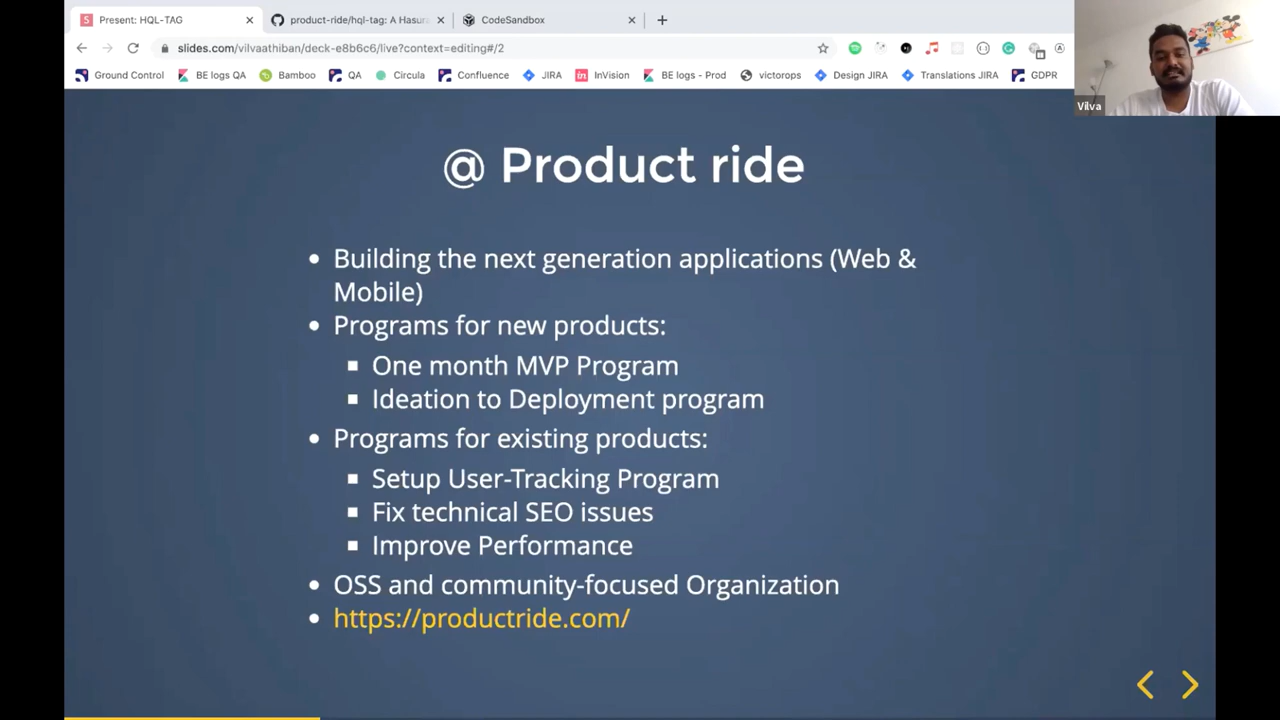 Present: HQL-TAG
product-ride/hql-tag: A Hasura
CodeSandbox
slides.com/vilvaathiban/deck-e8b6c6/live?context=editing#/2
Ground Control
BE logs QA
Bamboo
QA
Circula
Confluence
JIRA
InVision
BE logs - Prod
victorops
Design JIRA
Translations JIRA
GDPR
Vilva
@ Product ride
Building the next generation applications (Web &
Mobile)
Programs for new products:
One month MVP Program
Ideation to Deployment program
Programs for existing products:
Setup User-Tracking Program
Fix technical SEO issues
Improve Performance
OSS and community-focused Organization
https://productride.com/